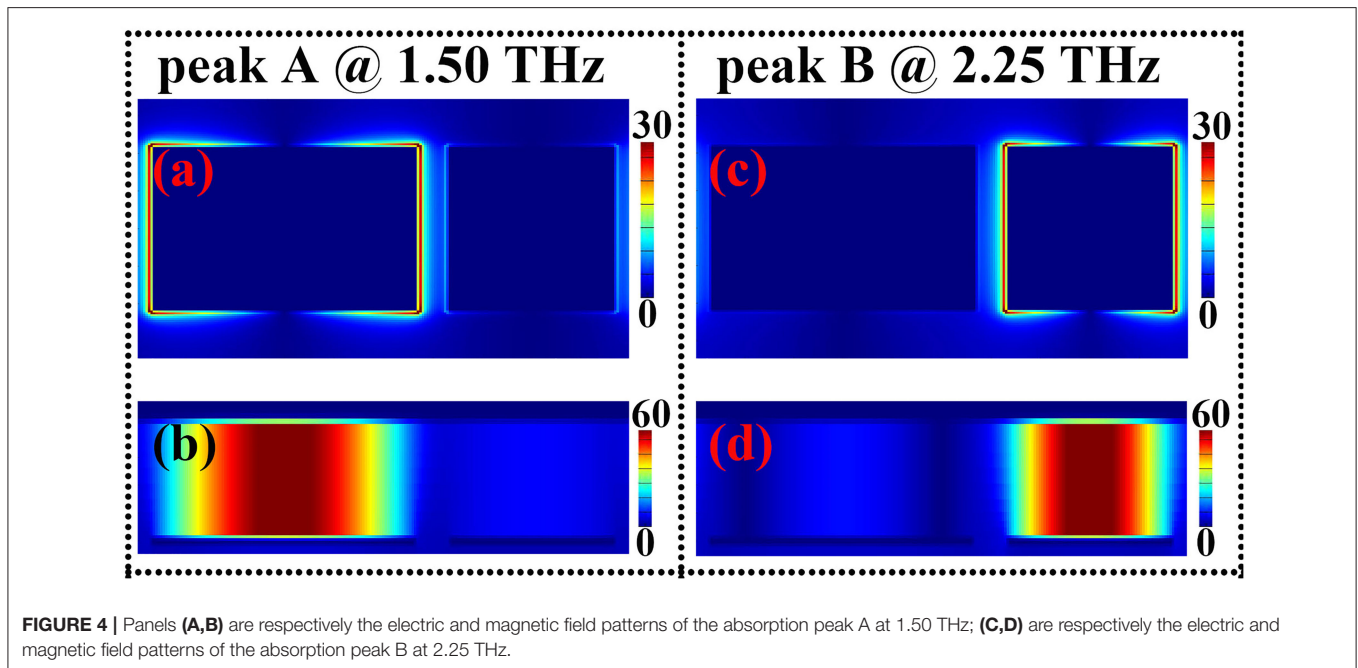 peak A @ 1.50 THz
peak B @ 2.25 THz
(a)
30
0
(c)
30
0
(b)
60
0
(d)
60
0
FIGURE 4 | Panels (A,B) are respectively the electric and magnetic field patterns of the absorption peak A at 1.50 THz; (C,D) are respectively the electric and
magnetic field patterns of the absorption peak B at 2.25 THz.